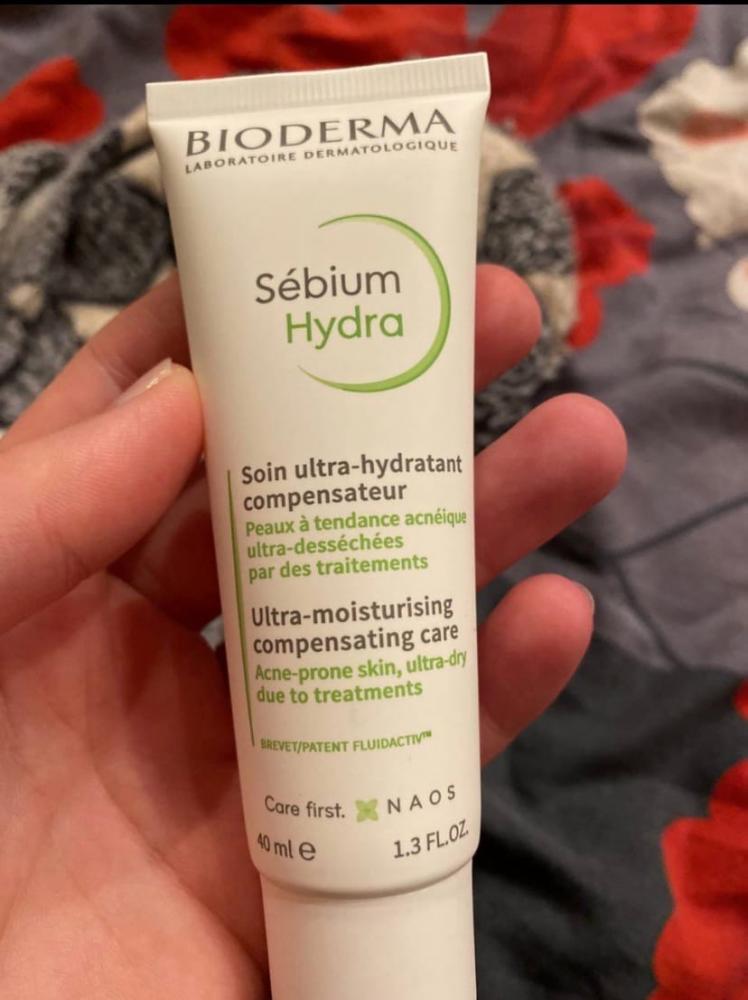 BIODERMA
LABORATOIRE DERMATOLOGIQUE
Sébium
Hydra
Soin ultra-hydratant
compensateur
Peaux à tendance acnéique
ultra-desséchées
par des traitements
Ultra-moisturising
compensating care
Acne-prone skin, ultra-dry
due to treatments
BREVET/PATENT FLUIDACTIV™
Care first. NAOS
40 ml e 1.3 FL.OZ.